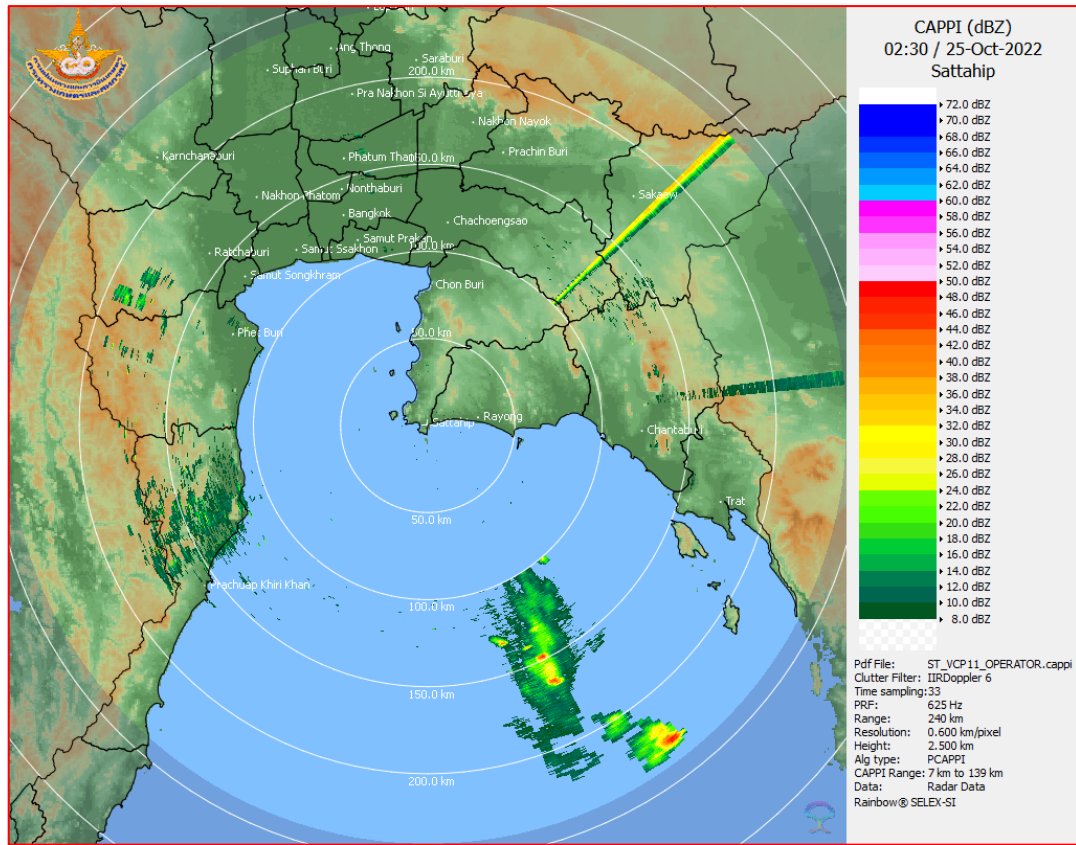 CAPPI (dBZ)
02:30 / 25-Oct-2022
Sattahip
72.0 dBZ
70.0 dBZ
68.0 dBZ
66.0 dBZ
64.0 dBZ
62.0 dBZ
60.0 dBZ
58.0 dBZ
56.0 dBZ
54.0 dBZ
52.0 dBZ
50.0 dBZ
48.0 dBZ
46.0 dBZ
44.0 dBZ
42.0 dBZ
40.0 dBZ
38.0 dBZ
36.0 dBZ
34.0 dBZ
32.0 dBZ
30.0 dBZ
28.0 dBZ
26.0 dBZ
24.0 dBZ
22.0 dBZ
20.0 dBZ
18.0 dBZ
16.0 dBZ
14.0 dBZ
12.0 dBZ
10.0 dBZ
8.0 dBZ
Pdf File: ST_VCP11_OPERATOR.cappi
Clutter Filter: IIRDoppler 6
Time sampling:33
PRF: 625 Hz
Range: 240 km
Resolution: 0.600 km/pixel
Height: 2.500 km
Alg type: PCAPPI
CAPPI Range: 7 km to 139 km
Data: Radar Data
Rainbow® SELEX-SI
Ang Thong
Saraburi
Suphan Buri
200.0 km
Pra Nakhon Si Ayutthaya
Nakhon Nayok
Karnchanaburi
Phatum Thani
Prachin Buri
Nonthaburi
Nakhon Phatom
Sakaew
Bangkok
Chachoengsao
Samut Prakan
Samut Ssakhon
Ratchaburi
Samut Songkhram
Chon Buri
Phet Buri
50.0 km
Rayong
Sattahip
Chantaburi
Trat
50.0 km
Prachuap Khiri Khan
100.0 km
150.0 km
200.0 km